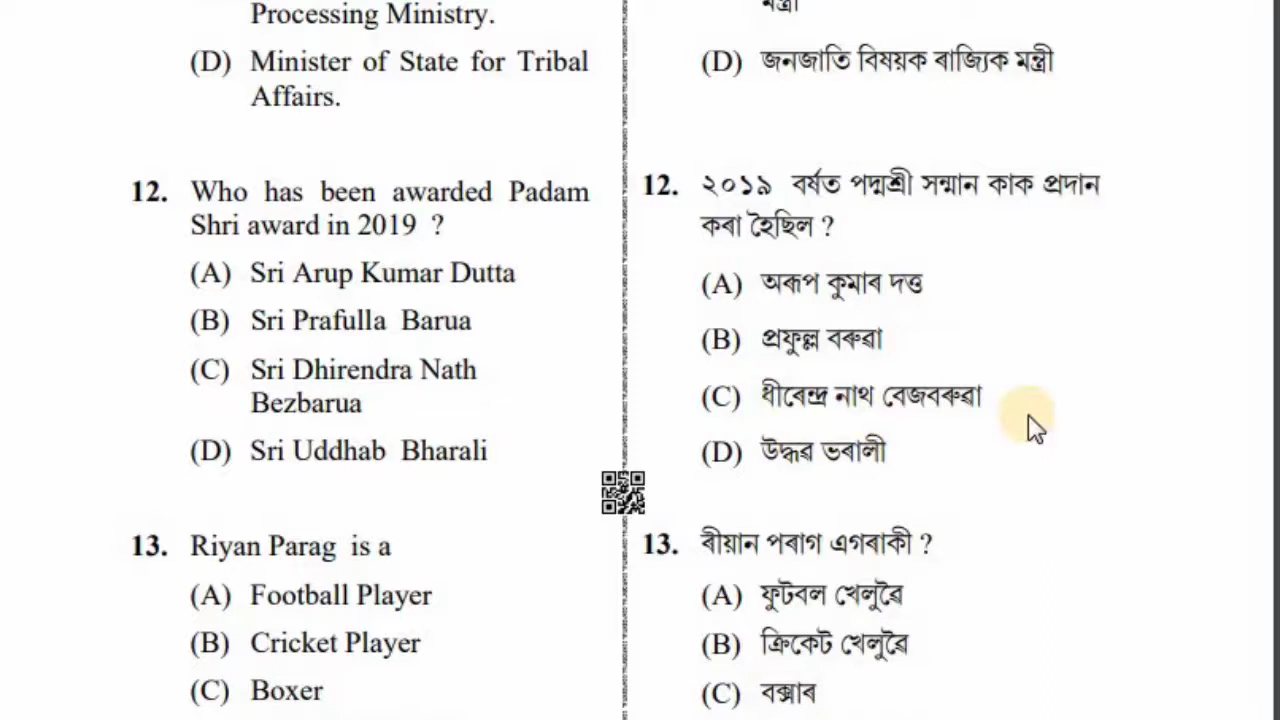 Processing Ministry.
(D) Minister of State for Tribal
Affairs.
12. Who has been awarded Padam
Shri award in 2019 ?
(A) Sri Arup Kumar Dutta
(B) Sri Prafulla Barua
(C) Sri Dhirendra Nath
Bezbarua
(D) Sri Uddhab Bharali
13. Riyan Parag is a
(A) Football Player
(B) Cricket Player
(C) Boxer
মন্ত্ৰী
(D) জনজাতি বিষয়ক ৰাজ্যিক মন্ত্ৰী
12. ২০১৯ বৰ্ষত পদ্মশ্ৰী সন্মান কাক প্ৰদান
কৰা হৈছিল ?
(A) অৰূপ কুমাৰ দত্ত
(B) প্ৰফুল্ল বৰুৱা
(C) ধীৰেন্দ্ৰ নাথ বেজবৰুৱা
(D) উদ্ধৱ ভৰালী
13. ৰীয়ান পৰাগ এগৰাকী ?
(A) ফুটবল খেলুৱৈ
(B) ক্ৰিকেট খেলুৱৈ
(C) বক্সাৰ